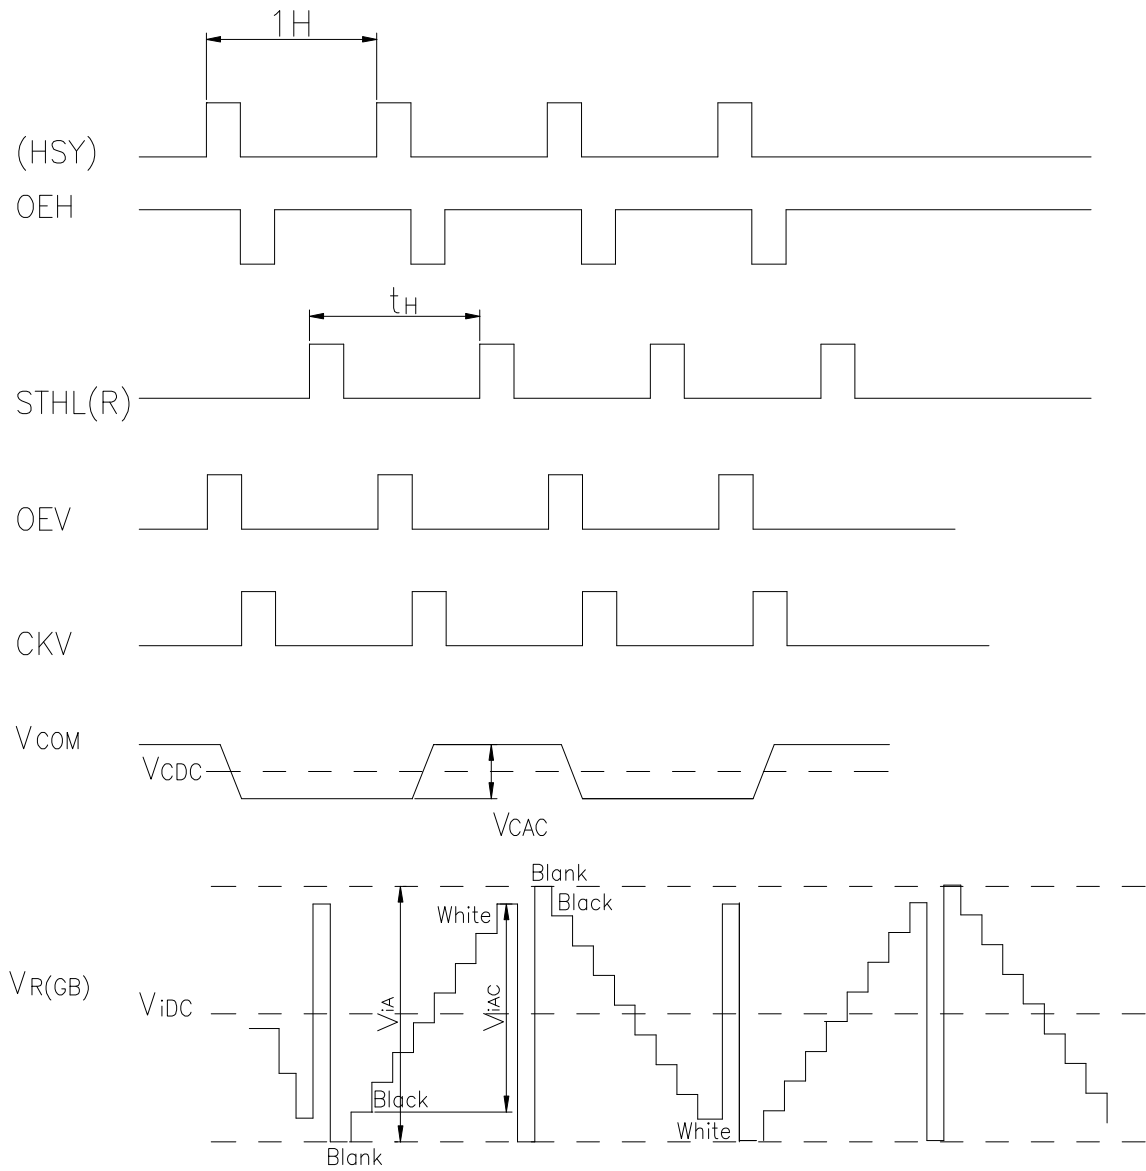 1H
(HSY)
OEH
tH
STHL(R)
OEV
CKV
VCOM
VCDC
VCAC
Blank
White
Black
VR(GB)
ViDC
ViA
ViAC
Black
White
Blank